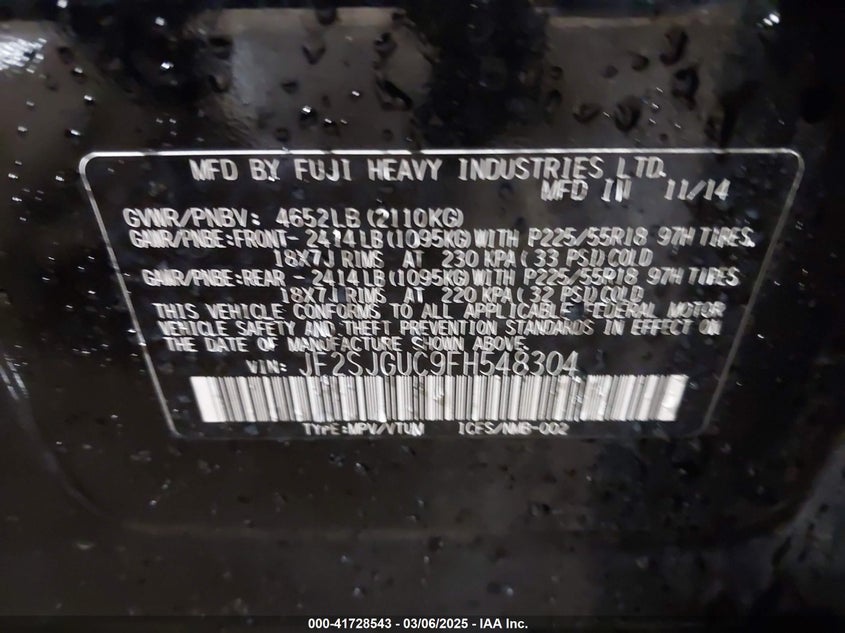 MFD BY FUJI HEAVY INDUSTRIES LTD.
MFD IN 11/14
GVWR/PNBV: 4652LB (2110KG)
GAWR/PNBE:FRONT- 2414 LB (1095KG) WITH P225/55R18 97H TIRES.
18X7J RIMS AT 230 KPA ( 33 PSI) COLD
GAWR/PNBE:REAR - 2414 LB (1095KG) WITH P225/55R18 97H TIRES
18X7J RIMS AT 220 KPA ( 32 PSI) COLD.
THIS VEHICLE CONFORMS TO ALL APPLICABLE FEDERAL MOTOR
VEHICLE SAFETY AND THEFT PREVENTION STANDARDS IN EFFECT ON
THE DATE OF MANUFACTURE SHOWN ABOVE.
VIN: JF2SJGUC9FH548304
TYPE:MPV/VTUM ICES/NMB-002
000-41728543 - 03/06/2025 - IAA Inc.